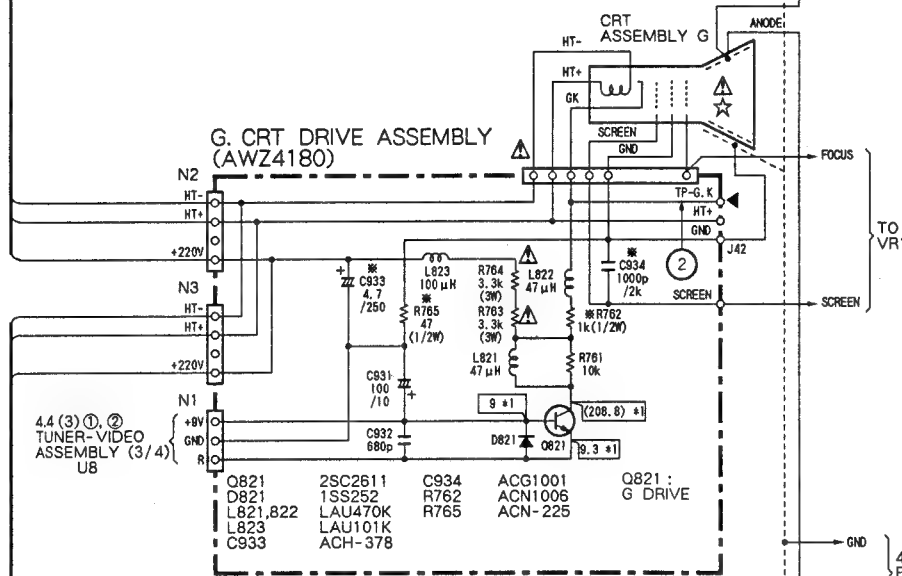 CRT
ASSEMBLY G
ANODE
HT-
HT+
GK
SCREEN
GND
G. CRT DRIVE ASSEMBLY
(AWZ4180)
FOCUS
N2
HT-
HT+
+220V
TP-G.K
HT+
GND
J42
2
TO
VR
※
C933
4.7
/250
L823
100μH
※
R765
47
(1/2W)
R764
3.3k
(3W)
R763
3.3k
(3W)
L822
47μH
※
C934
1000p
/2k
SCREEN
SCREEN
※R762
1k(1/2W)
N3
HT-
HT+
+220V
L821
47μH
R761
10k
C931
100
/10
N1
+9V
GND
R
4.4 (3) ①, ②
TUNER-VIDEO
ASSEMBLY (3/4)
U8
C932
680p
9 *1
D821
Q821
(208.8) *1
9.3 *1
Q821 2SC2611 C934 ACG1001 Q821 :
D821 1SS252 R762 ACN1006 G DRIVE
L821,822 LAU470K R765 ACN-225
L823 LAU101K
C933 ACH-378
GND
4